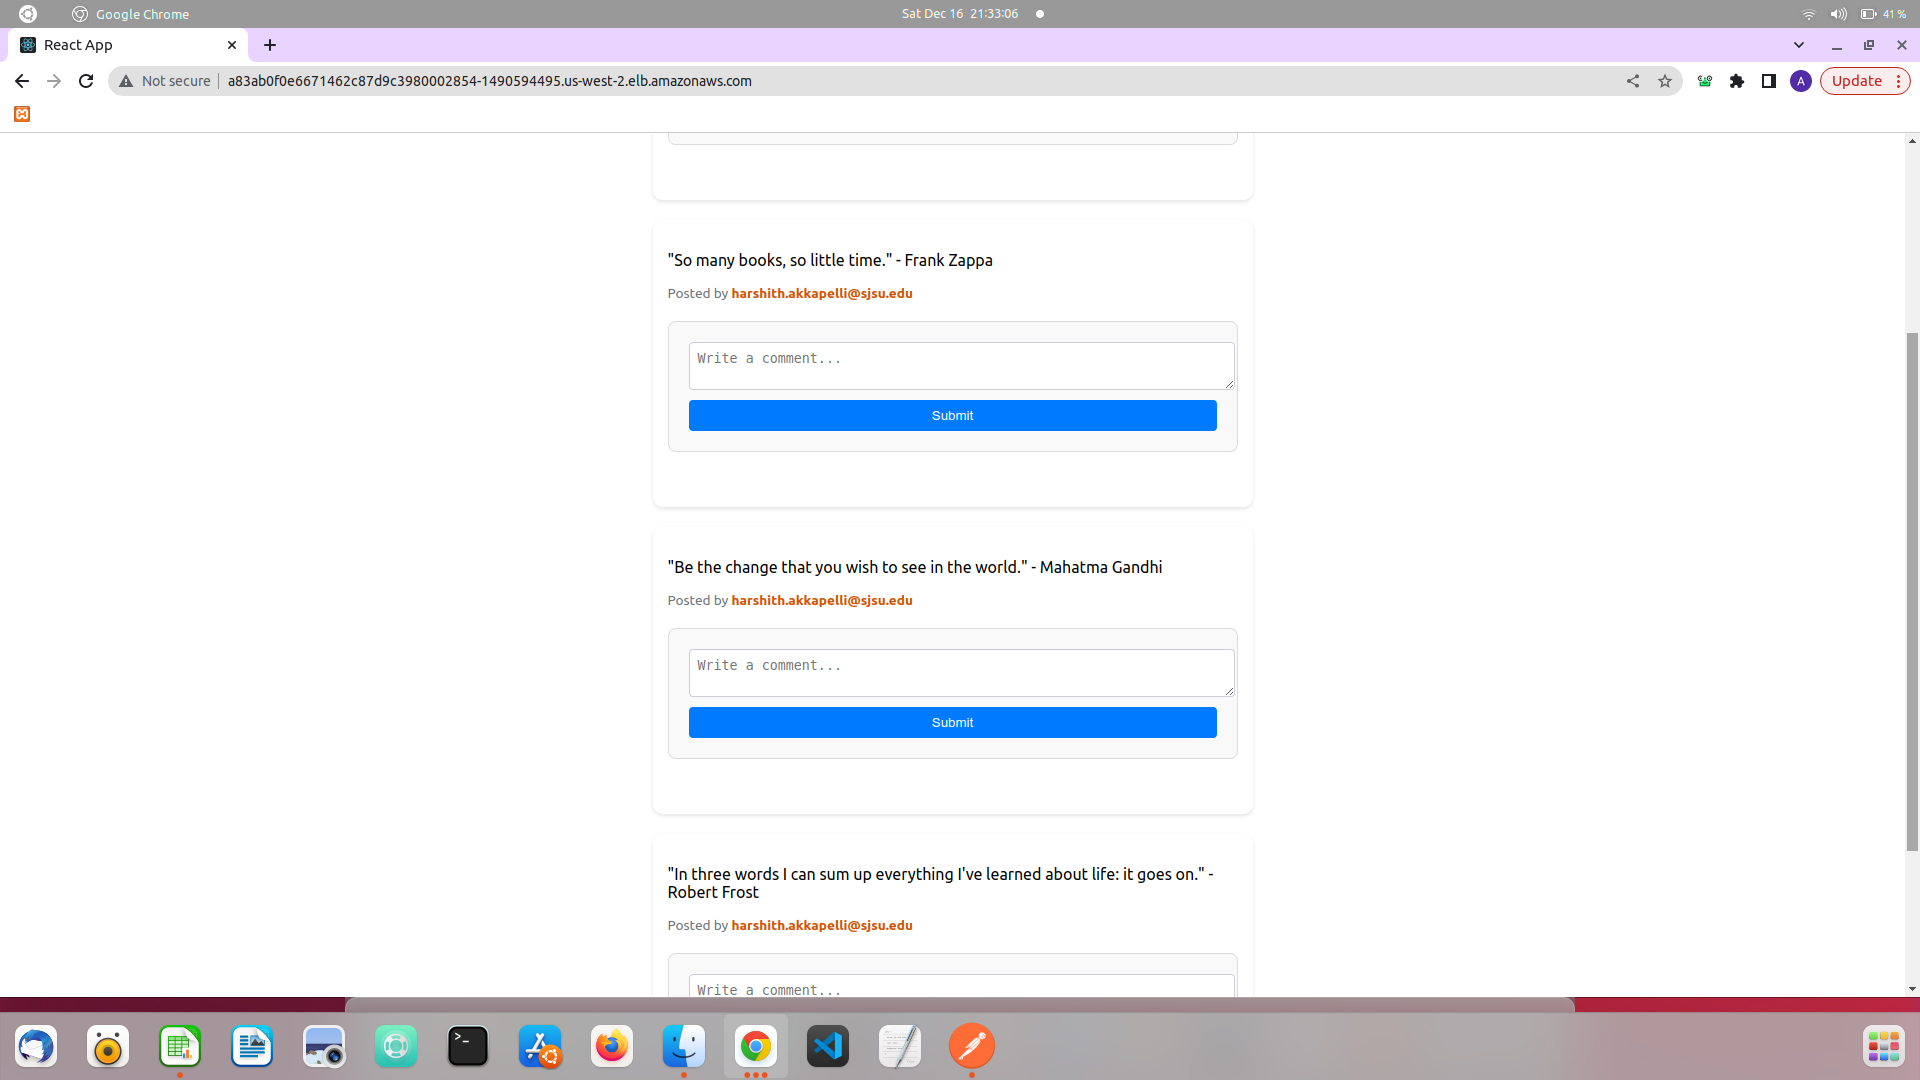 Google Chrome
Sat Dec 16 21:33:06
41 %
React App
Not secure
a83ab0f0e6671462c87d9c3980002854-1490594495.us-west-2.elb.amazonaws.com
A
Update
"So many books, so little time." - Frank Zappa
Posted by harshith.akkapelli@sjsu.edu
Write a comment...
Submit
"Be the change that you wish to see in the world." - Mahatma Gandhi
Posted by harshith.akkapelli@sjsu.edu
Write a comment...
Submit
"In three words I can sum up everything I've learned about life: it goes on." -
Robert Frost
Posted by harshith.akkapelli@sjsu.edu
Write a comment...